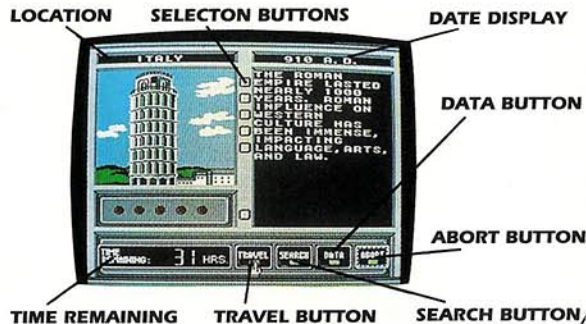 LOCATION
SELECTON BUTTONS
DATE DISPLAY
ITALY
910 A.D.
THE ROMAN
EMPIRE LASTED
NEARLY 1000
YEARS. ROMAN
INFLUENCE ON
WESTERN
CULTURE HAS
BEEN IMMENSE,
IMPACTING
LANGUAGE, ARTS,
AND LAW.
DATA BUTTON
TIME
REMAINING: 31 HRS.
TRAVEL
SEARCH
DATA
ABORT
ABORT BUTTON
TIME REMAINING
TRAVEL BUTTON
SEARCH BUTTON,